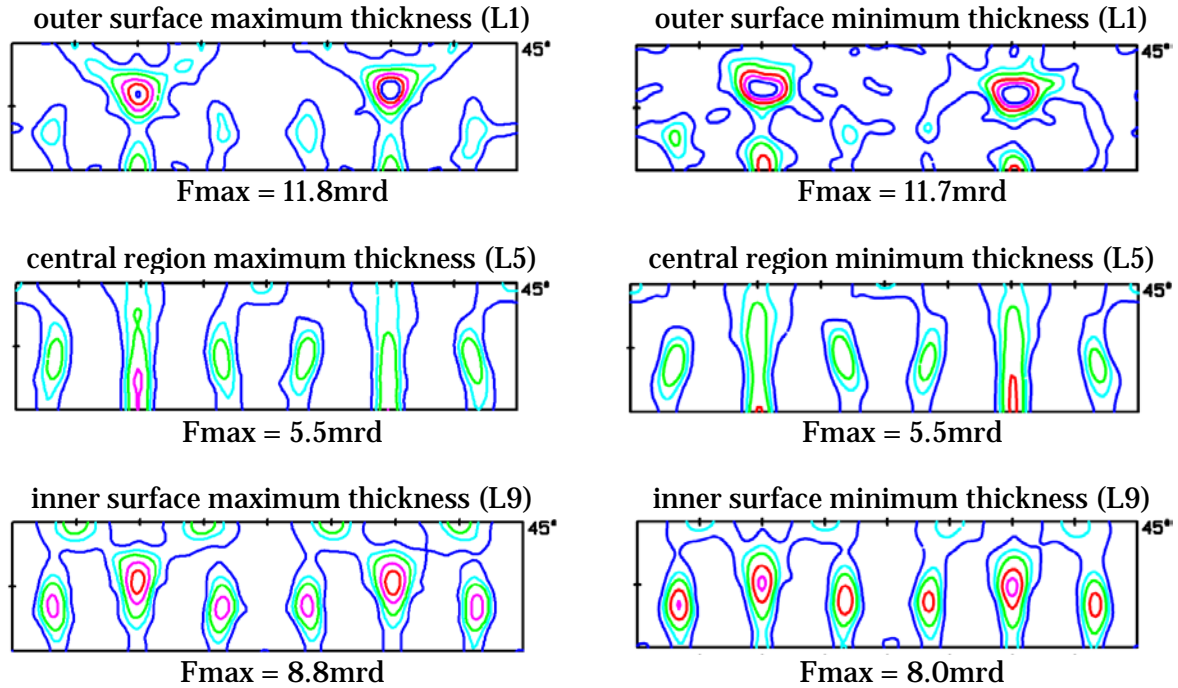 outer surface maximum thickness (L1)
45°
Fmax = 11.8mrd
outer surface minimum thickness (L1)
45°
Fmax = 11.7mrd
central region maximum thickness (L5)
45°
Fmax = 5.5mrd
central region minimum thickness (L5)
45°
Fmax = 5.5mrd
inner surface maximum thickness (L9)
45°
Fmax = 8.8mrd
inner surface minimum thickness (L9)
45°
Fmax = 8.0mrd